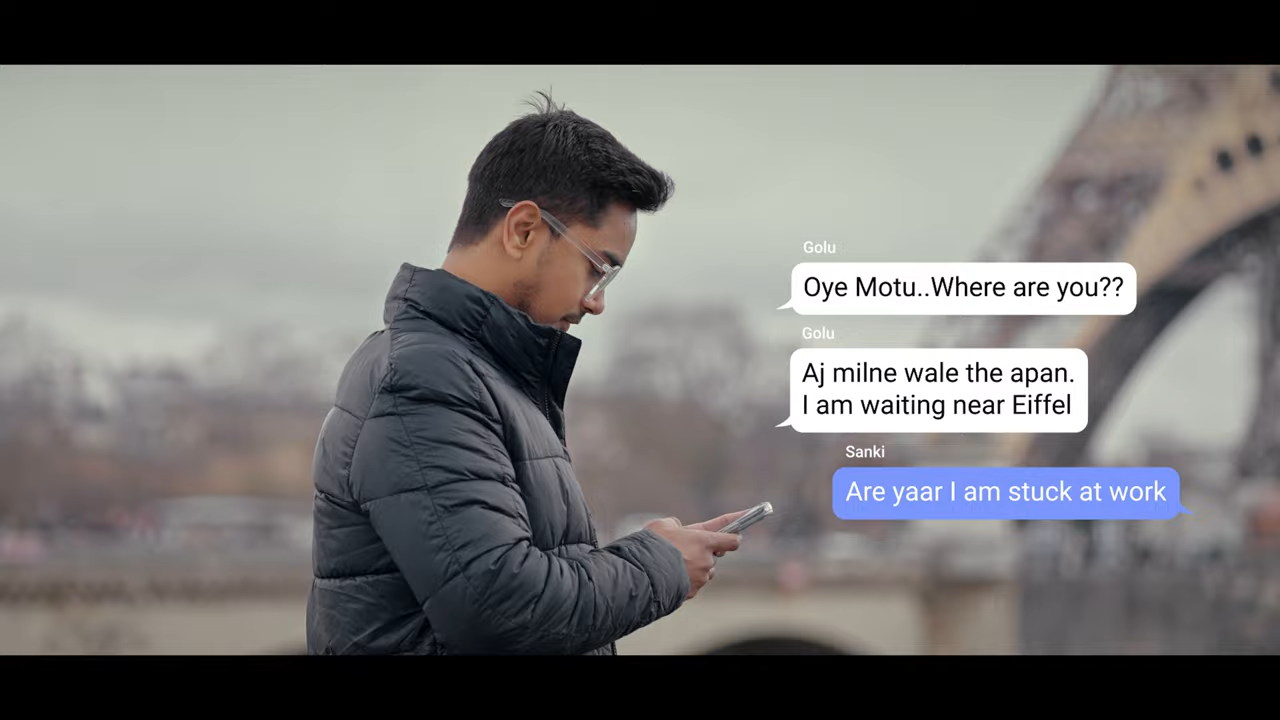 Golu
Oye Motu..Where are you??
Golu
Aj milne wale the apan.
I am waiting near Eiffel
Sanki
Are yaar I am stuck at work